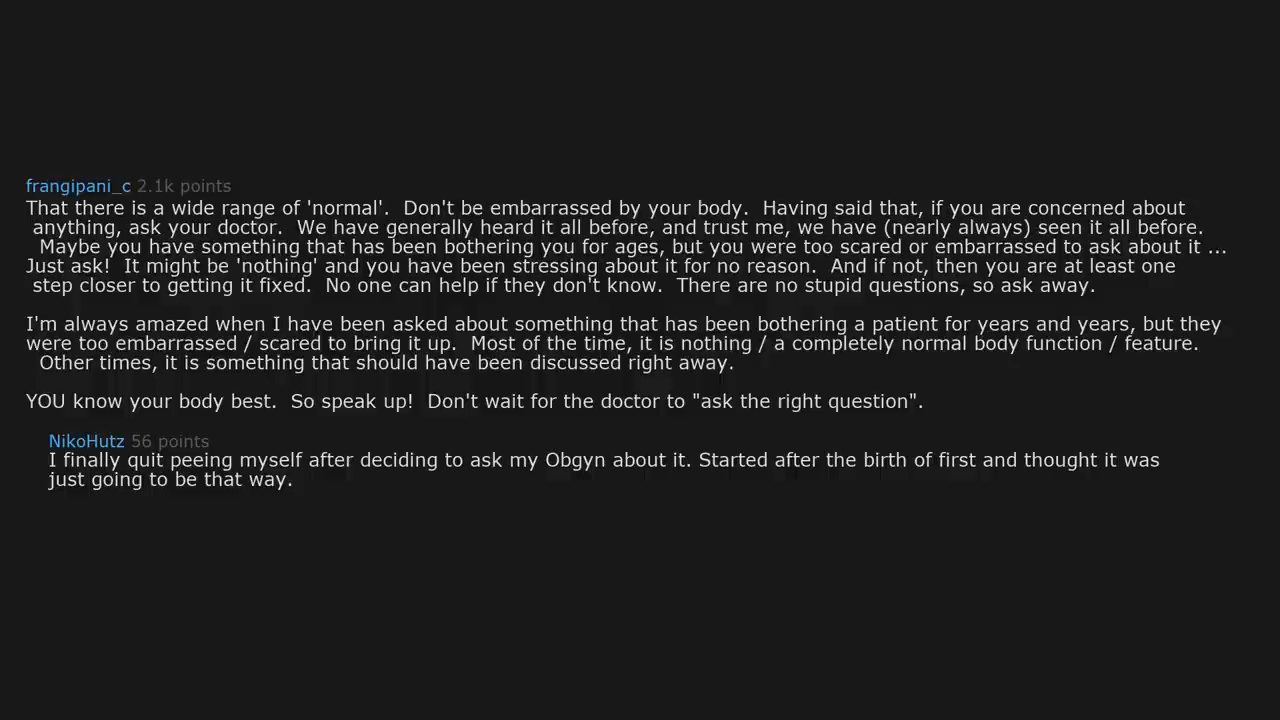 frangipani_c 2.1k points
That there is a wide range of 'normal'.  Don't be embarrassed by your body.  Having said that, if you are concerned about
anything, ask your doctor.  We have generally heard it all before, and trust me, we have (nearly always) seen it all before.
Maybe you have something that has been bothering you for ages, but you were too scared or embarrassed to ask about it ...
Just ask!  It might be 'nothing' and you have been stressing about it for no reason.  And if not, then you are at least one
step closer to getting it fixed.  No one can help if they don't know.  There are no stupid questions, so ask away.
I'm always amazed when I have been asked about something that has been bothering a patient for years and years, but they
were too embarrassed / scared to bring it up.  Most of the time, it is nothing / a completely normal body function / feature.
Other times, it is something that should have been discussed right away.
YOU know your body best.  So speak up!  Don't wait for the doctor to "ask the right question".
NikoHutz 56 points
I finally quit peeing myself after deciding to ask my Obgyn about it. Started after the birth of first and thought it was
just going to be that way.